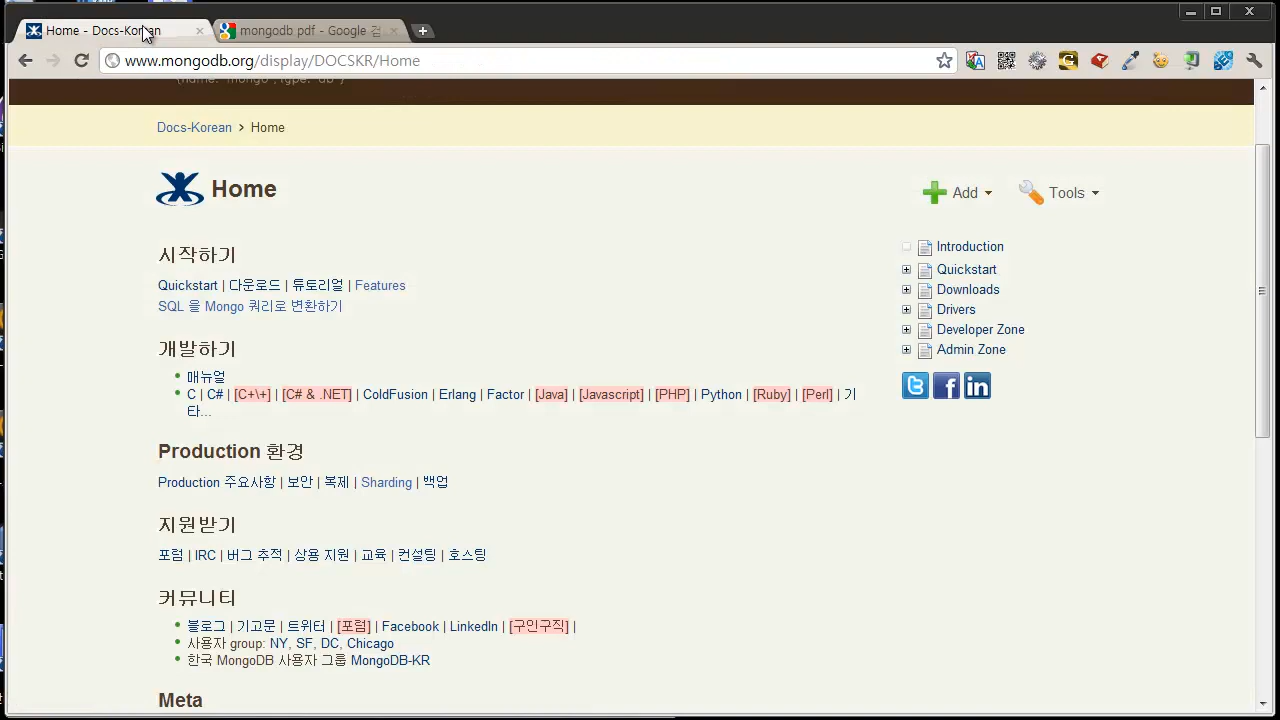 Home - Docs-Korean
mongodb pdf - Google 검
www.mongodb.org/display/DOCSKR/Home
Docs-Korean > Home
Home
Add
Tools
시작하기
Quickstart | 다운로드 | 튜토리얼 | Features
SQL 을 Mongo 쿼리로 변환하기
개발하기
매뉴얼
C | C# | [C+\+] | [C# & .NET] | ColdFusion | Erlang | Factor | [Java] | [Javascript] | [PHP] | Python | [Ruby] | [Perl] | 기
타...
Production 환경
Production 주요사항 | 보안 | 복제 | Sharding | 백업
지원받기
포럼 | IRC | 버그 추적 | 상용 지원 | 교육 | 컨설팅 | 호스팅
커뮤니티
블로그 | 기고문 | 트위터 | [포럼] | Facebook | LinkedIn | [구인구직] |
사용자 group: NY, SF, DC, Chicago
한국 MongoDB 사용자 그룹 MongoDB-KR
Meta
Introduction
Quickstart
Downloads
Drivers
Developer Zone
Admin Zone